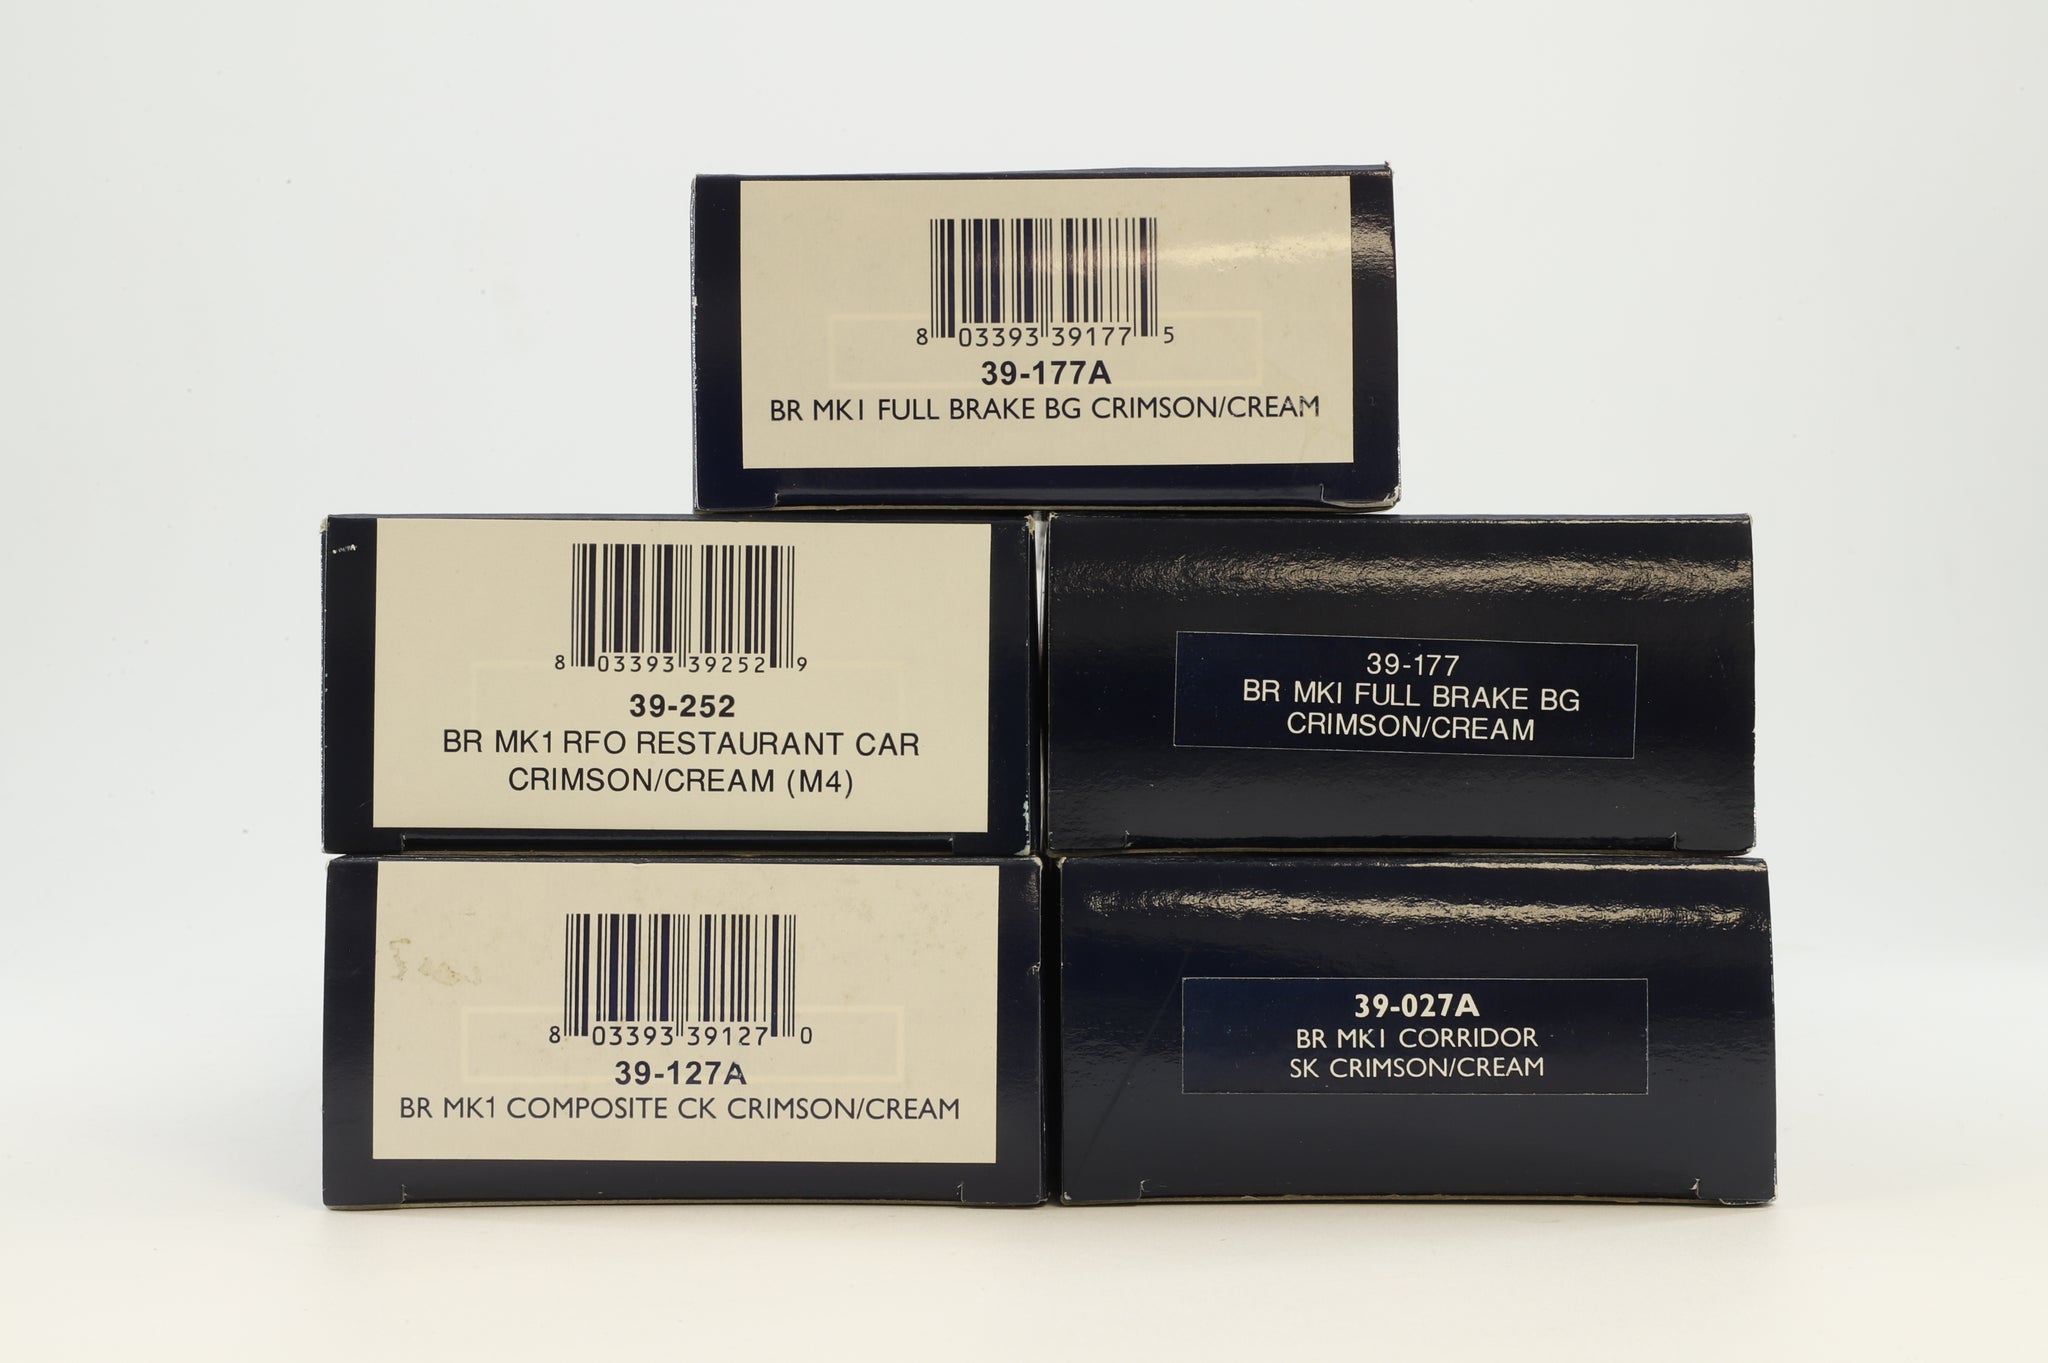 8 03393 39177 5
39-177A
BR MK1 FULL BRAKE BG CRIMSON/CREAM
8 03393 39252 9
39-252
BR MK1 RFO RESTAURANT CAR
CRIMSON/CREAM (M4)
39-177
BR MKI FULL BRAKE BG
CRIMSON/CREAM
8 03393 39127 0
39-127A
BR MK1 COMPOSITE CK CRIMSON/CREAM
39-027A
BR MK1 CORRIDOR
SK CRIMSON/CREAM